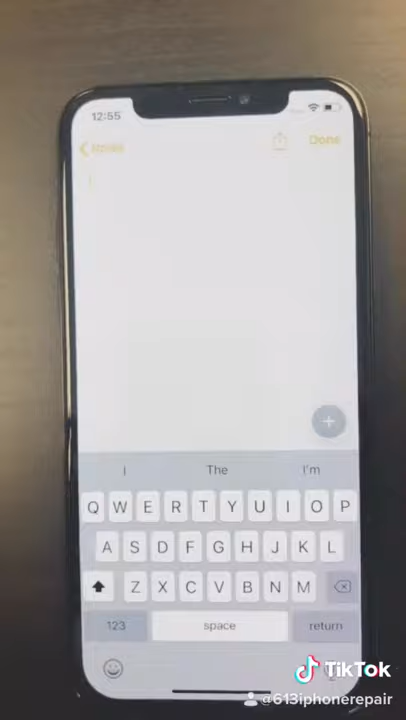 12:55
Notes
Done
I
The
I'm
Q W E R T Y U I O P
A S D F G H J K L
Z X C V B N M
123
space
return
TikTok
@613iphonerepair